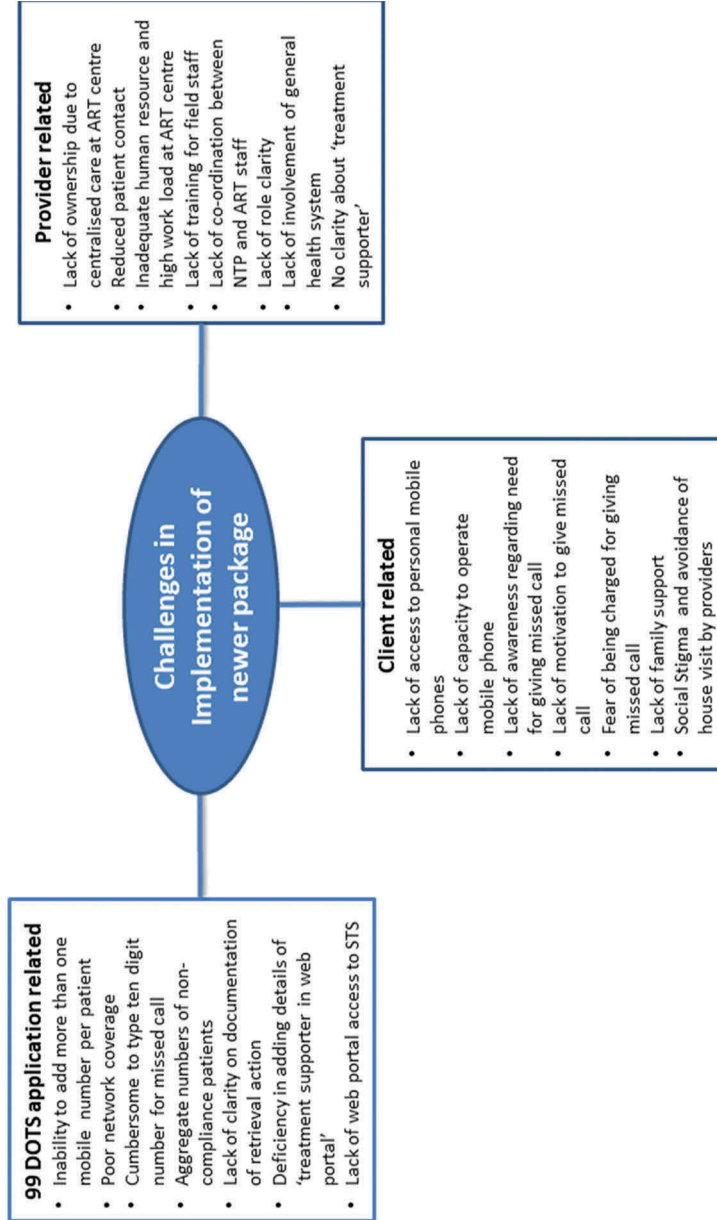 99 DOTS application related
• Inability to add more than one
mobile number per patient
• Poor network coverage
• Cumbersome to type ten digit
number for missed call
• Aggregate numbers of non-
compliance patients
• Lack of clarity on documentation
of retrieval action
• Deficiency in adding details of
‘treatment supporter in web
portal’
• Lack of web portal access to STS
Challenges in
Implementation of
newer package
Provider related
• Lack of ownership due to
centralised care at ART centre
• Reduced patient contact
• Inadequate human resource and
high work load at ART centre
• Lack of training for field staff
• Lack of co-ordination between
NTP and ART staff
• Lack of role clarity
• Lack of involvement of general
health system
• No clarity about ‘treatment
supporter’
Client related
• Lack of access to personal mobile
phones
• Lack of capacity to operate
mobile phone
• Lack of awareness regarding need
for giving missed call
• Lack of motivation to give missed
call
• Fear of being charged for giving
missed call
• Lack of family support
• Social Stigma and avoidance of
house visit by providers